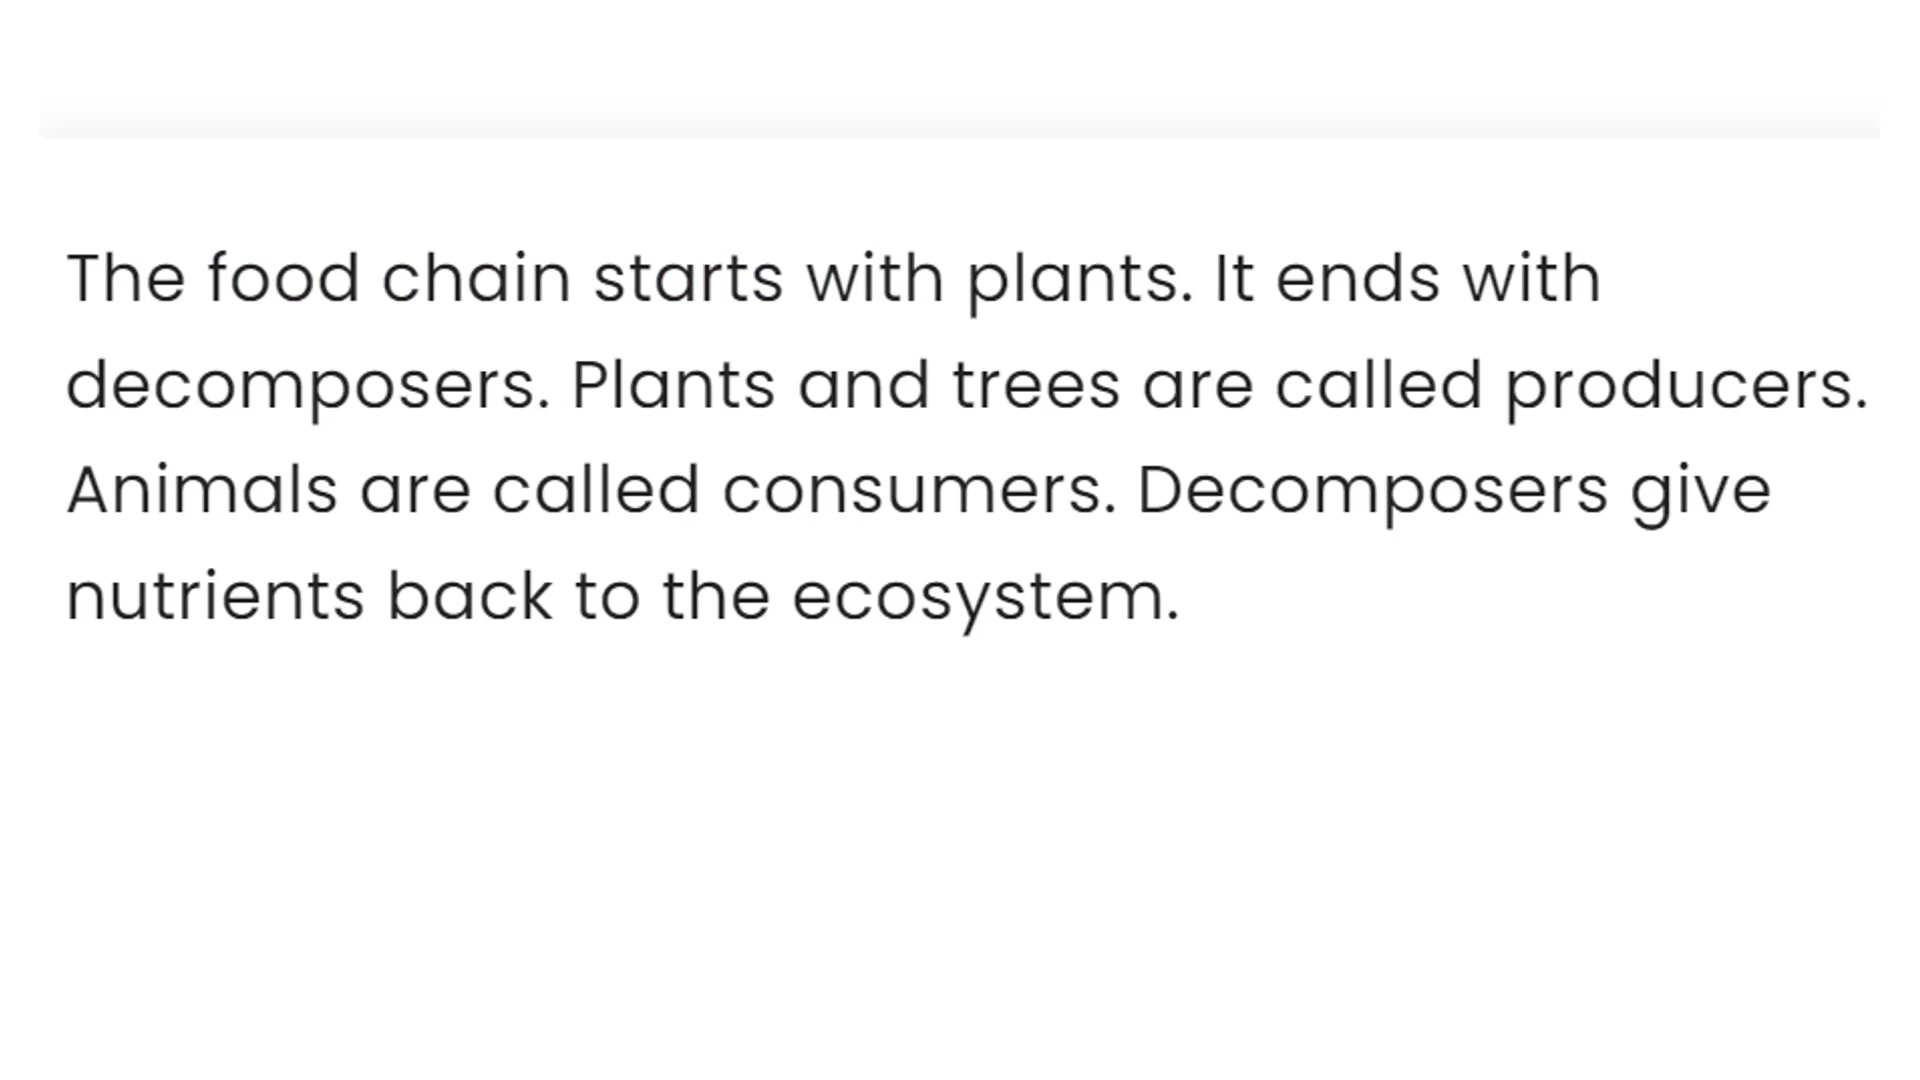 The food chain starts with plants. It ends with
decomposers. Plants and trees are called producers.
Animals are called consumers. Decomposers give
nutrients back to the ecosystem.